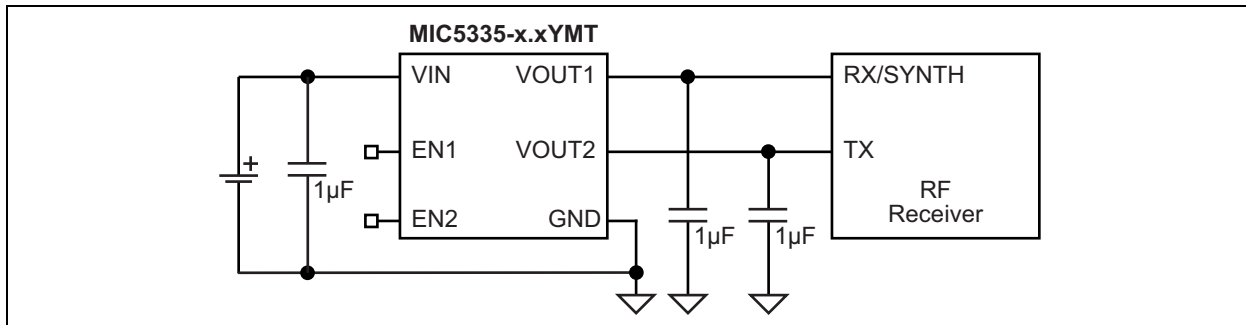 MIC5335-x.xYMT
VIN VOUT1
RX/SYNTH
EN1 VOUT2
TX
EN2 GND
+
1µF
1µF
1µF
RF
Receiver